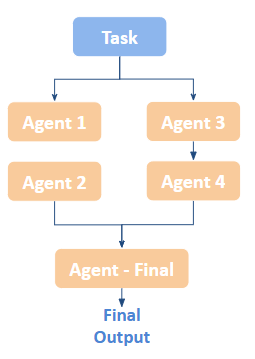 Task
Agent 1
Agent 3
Agent 2
Agent 4
Agent - Final
Final
Output